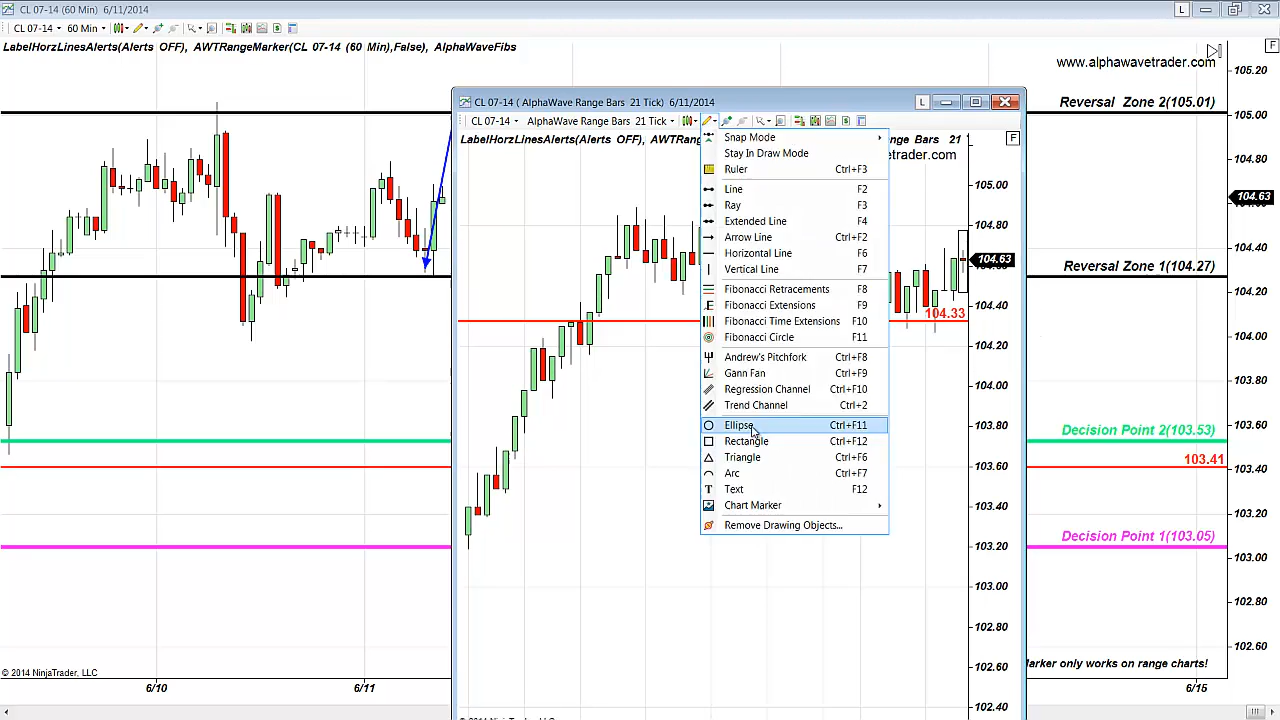 CL 07-14 (60 Min) 6/11/2014
L
CL 07-14
60 Min
LabelHorzLinesAlerts(Alerts OFF), AWTRangeMarker(CL 07-14 (60 Min),False), AlphaWaveFibs
F
www.alphawavetrader.com
Reversal Zone 2(105.01)
Reversal Zone 1(104.27)
Decision Point 2(103.53)
103.41
Decision Point 1(103.05)
105.20
105.00
104.80
104.63
104.40
104.20
104.00
103.80
103.60
103.40
103.20
103.00
102.80
102.60
© 2014 NinjaTrader, LLC
6/10
6/11
6/15
CL 07-14 ( AlphaWave Range Bars 21 Tick) 6/11/2014
L
CL 07-14
AlphaWave Range Bars 21 Tick
LabelHorzLinesAlerts(Alerts OFF), AWTRang
nge Bars 21
F
etrader.com
Snap Mode
Stay In Draw Mode
Ruler Ctrl+F3
Line F2
Ray F3
Extended Line F4
Arrow Line Ctrl+F2
Horizontal Line F6
Vertical Line F7
Fibonacci Retracements F8
Fibonacci Extensions F9
Fibonacci Time Extensions F10
Fibonacci Circle F11
Andrew's Pitchfork Ctrl+F8
Gann Fan Ctrl+F9
Regression Channel Ctrl+F10
Trend Channel Ctrl+2
Ellipse Ctrl+F11
Rectangle Ctrl+F12
Triangle Ctrl+F6
Arc Ctrl+F7
Text F12
Chart Marker
Remove Drawing Objects...
104.33
105.00
104.80
104.63
104.40
104.20
104.00
103.80
103.60
103.40
103.20
103.00
102.80
102.60
102.40
arker only works on range charts!